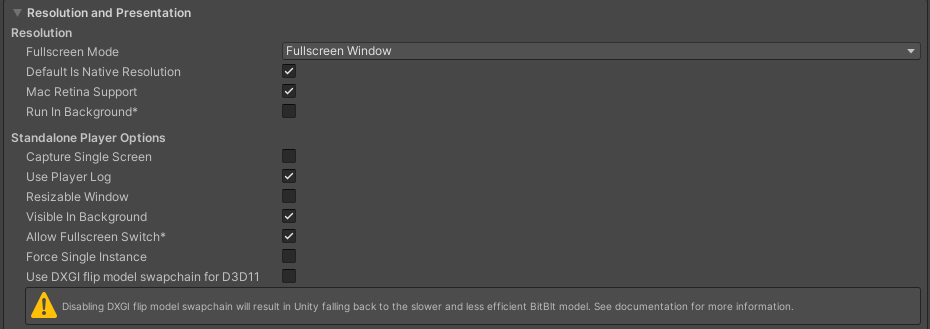 Resolution and Presentation
Resolution
Fullscreen Mode Fullscreen Window
Default Is Native Resolution
Mac Retina Support
Run In Background*
Standalone Player Options
Capture Single Screen
Use Player Log
Resizable Window
Visible In Background
Allow Fullscreen Switch*
Force Single Instance
Use DXGI flip model swapchain for D3D11
Disabling DXGI flip model swapchain will result in Unity falling back to the slower and less efficient BitBlt model. See documentation for more information.